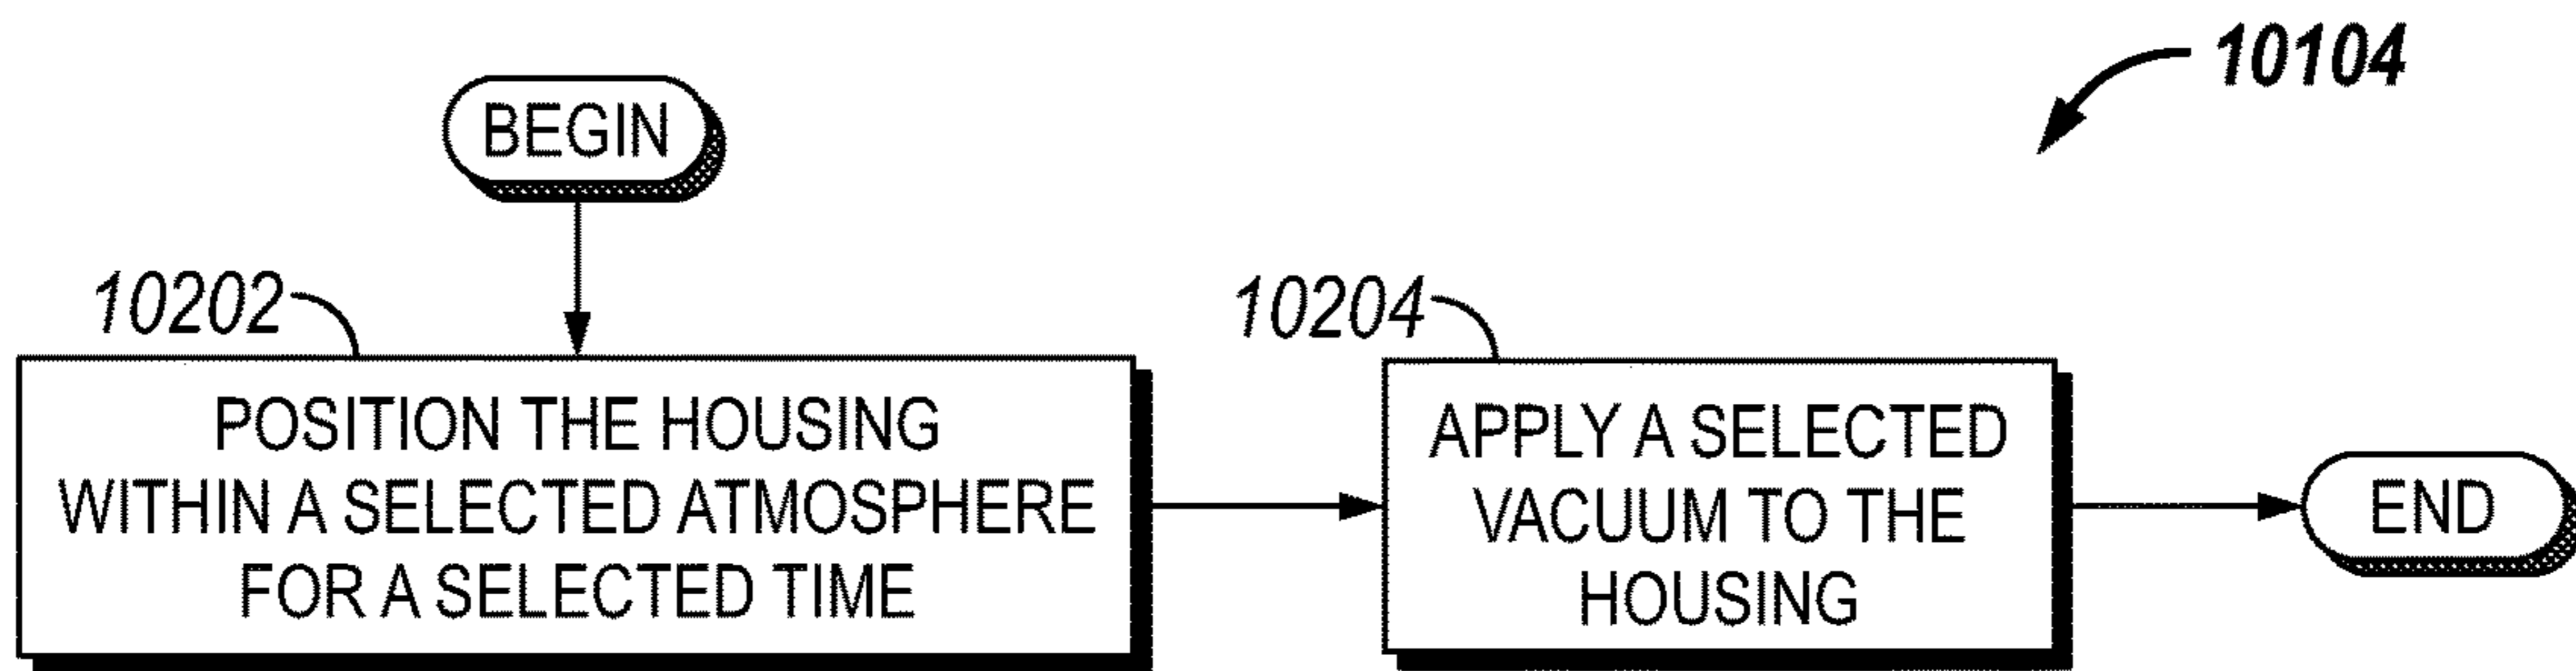 10104
BEGIN
10202
POSITION THE HOUSING
WITHIN A SELECTED ATMOSPHERE
FOR A SELECTED TIME
10204
APPLY A SELECTED
VACUUM TO THE
HOUSING
END